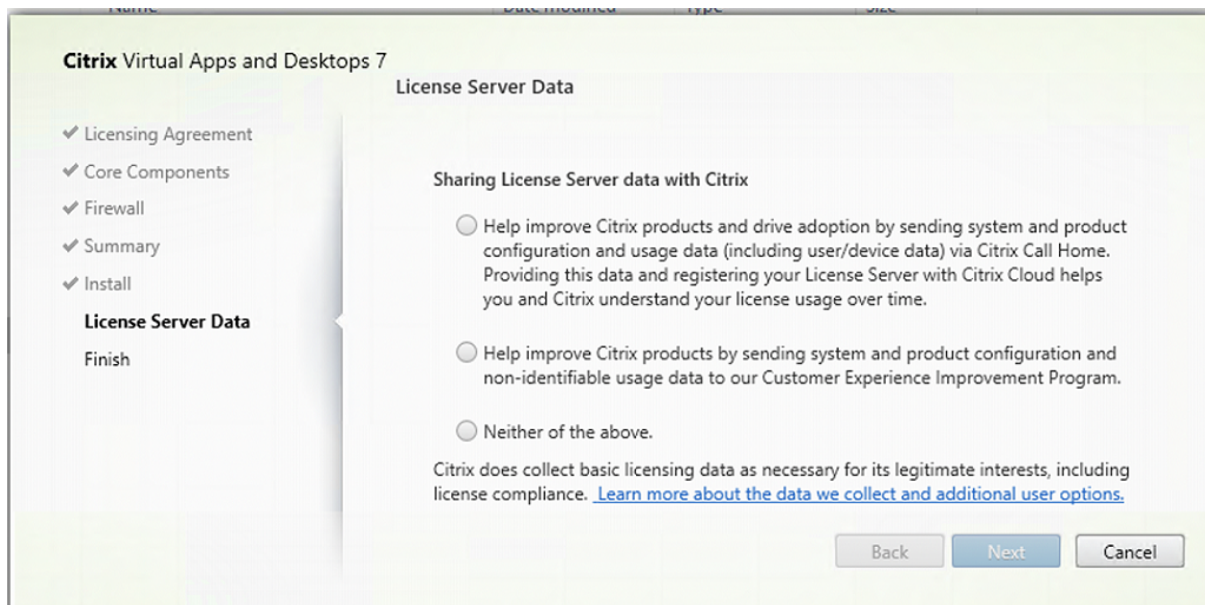 Name Date modified Type Size
Citrix Virtual Apps and Desktops 7
License Server Data
Licensing Agreement
Core Components
Firewall
Summary
Install
License Server Data
Finish
Sharing License Server data with Citrix
Help improve Citrix products and drive adoption by sending system and product
configuration and usage data (including user/device data) via Citrix Call Home.
Providing this data and registering your License Server with Citrix Cloud helps
you and Citrix understand your license usage over time.
Help improve Citrix products by sending system and product configuration and
non-identifiable usage data to our Customer Experience Improvement Program.
Neither of the above.
Citrix does collect basic licensing data as necessary for its legitimate interests, including
license compliance. Learn more about the data we collect and additional user options.
Back Next Cancel